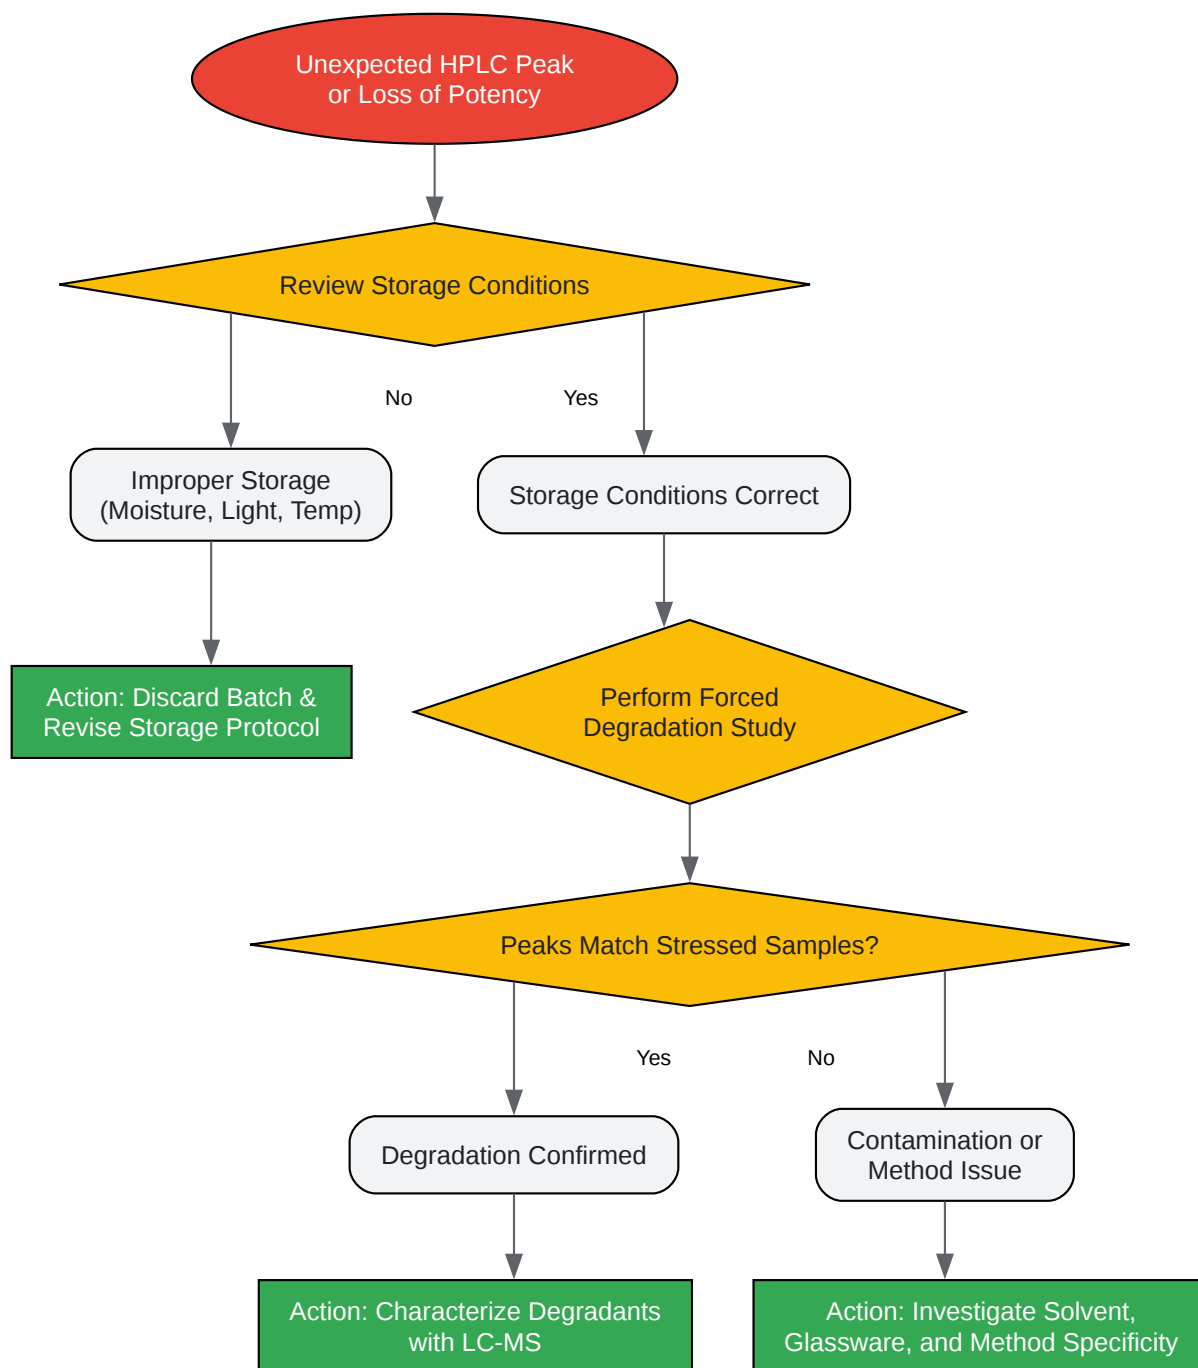 Unexpected HPLC Peak
or Loss of Potency
Review Storage Conditions
No
Yes
Improper Storage
(Moisture, Light, Temp)
Storage Conditions Correct
Action: Discard Batch &
Revise Storage Protocol
Perform Forced
Degradation Study
Peaks Match Stressed Samples?
Yes
No
Degradation Confirmed
Contamination or
Method Issue
Action: Characterize Degradants
with LC-MS
Action: Investigate Solvent,
Glassware, and Method Specificity